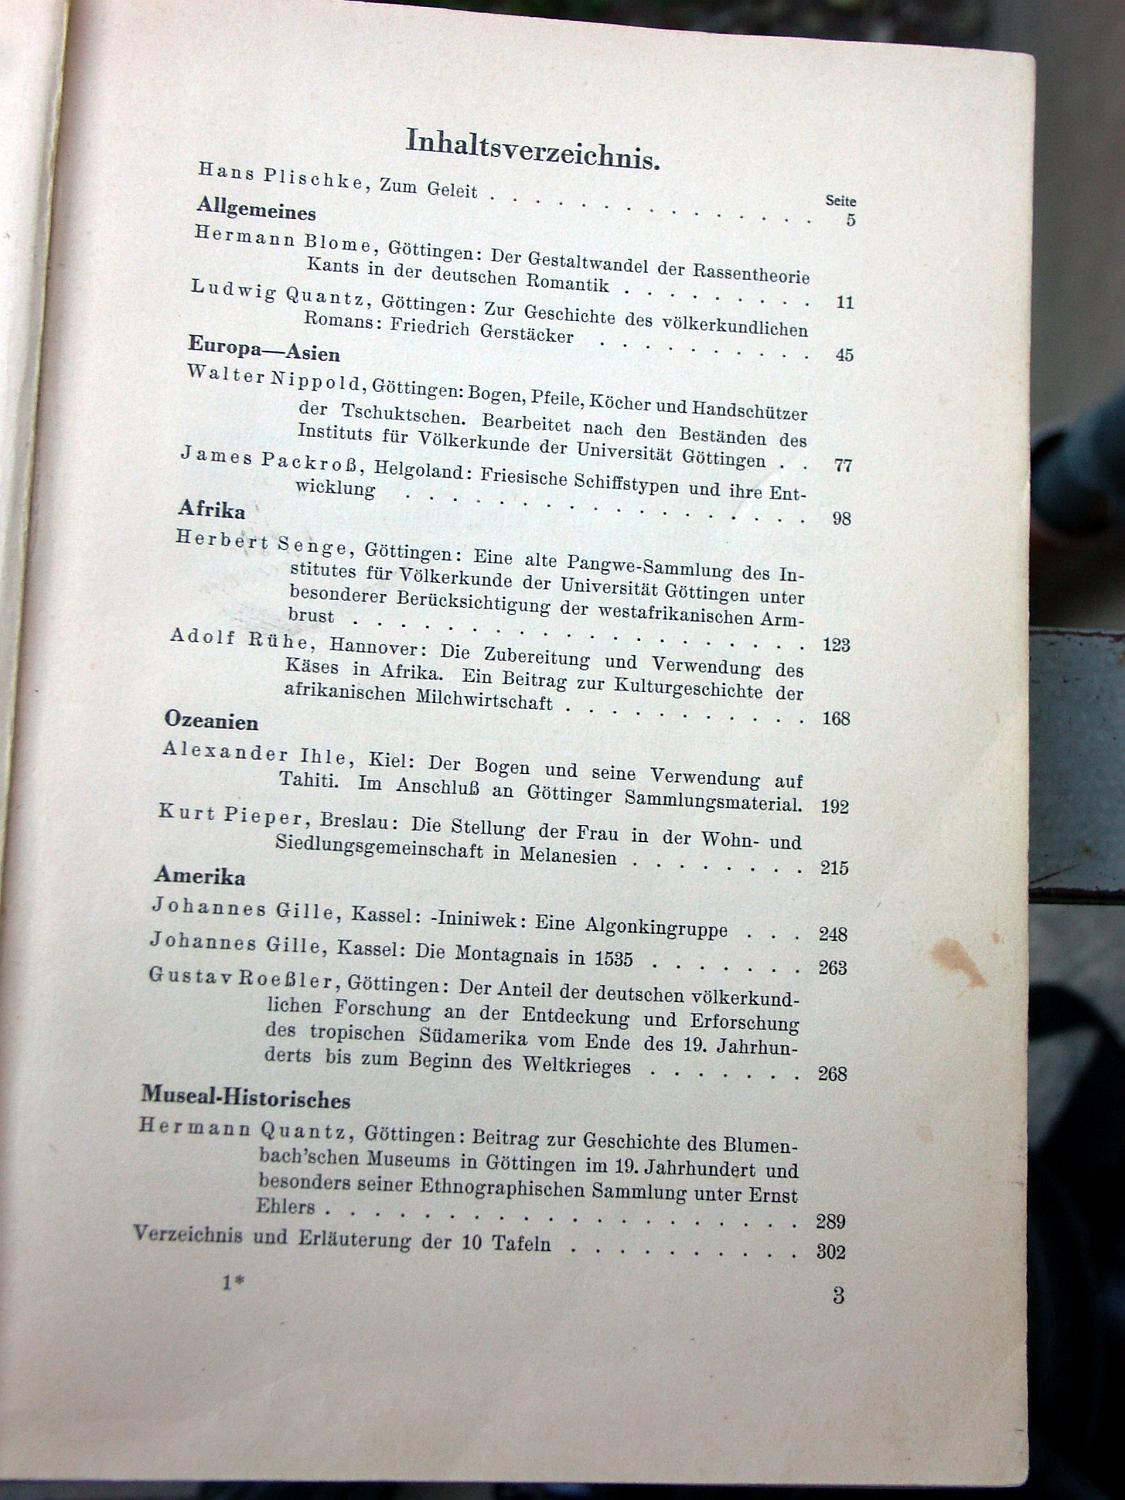 Inhaltsverzeichnis.
Seite
Hans Plischke, Zum Geleit . . . . . . . . . . . . . . . 5
Allgemeines
Hermann Blome, Göttingen: Der Gestaltwandel der Rassentheorie
Kants in der deutschen Romantik . . . . . . . . . 11
Ludwig Quantz, Göttingen: Zur Geschichte des völkerkundlichen
Romans: Friedrich Gerstäcker . . . . . . . . . . 45
Europa—Asien
Walter Nippold, Göttingen: Bogen, Pfeile, Köcher und Handschützer
der Tschuktschen. Bearbeitet nach den Beständen des
Instituts für Völkerkunde der Universität Göttingen . . 77
James Packroß, Helgoland: Friesische Schiffstypen und ihre Ent-
wicklung . . . . . . . . . . . . . . . . 98
Afrika
Herbert Senge, Göttingen: Eine alte Pangwe-Sammlung des In-
stitutes für Völkerkunde der Universität Göttingen unter
besonderer Berücksichtigung der westafrikanischen Arm-
brust . . . . . . . . . . . . . . . . . . 123
Adolf Rühe, Hannover: Die Zubereitung und Verwendung des
Käses in Afrika. Ein Beitrag zur Kulturgeschichte der
afrikanischen Milchwirtschaft . . . . . . . . . . . 168
Ozeanien
Alexander Ihle, Kiel: Der Bogen und seine Verwendung auf
Tahiti. Im Anschluß an Göttinger Sammlungsmaterial. 192
Kurt Pieper, Breslau: Die Stellung der Frau in der Wohn- und
Siedlungsgemeinschaft in Melanesien . . . . . . . . 215
Amerika
Johannes Gille, Kassel: -Ininiwek: Eine Algonkingruppe . . . 248
Johannes Gille, Kassel: Die Montagnais in 1535 . . . . . . . 263
Gustav Roeßler, Göttingen: Der Anteil der deutschen völkerkund-
lichen Forschung an der Entdeckung und Erforschung
des tropischen Südamerika vom Ende des 19. Jahrhun-
derts bis zum Beginn des Weltkrieges . . . . . . . 268
Museal-Historisches
Hermann Quantz, Göttingen: Beitrag zur Geschichte des Blumen-
bach'schen Museums in Göttingen im 19. Jahrhundert und
besonders seiner Ethnographischen Sammlung unter Ernst
Ehlers . . . . . . . . . . . . . . . . . . . 289
Verzeichnis und Erläuterung der 10 Tafeln . . . . . . . . . . 302
1* 3